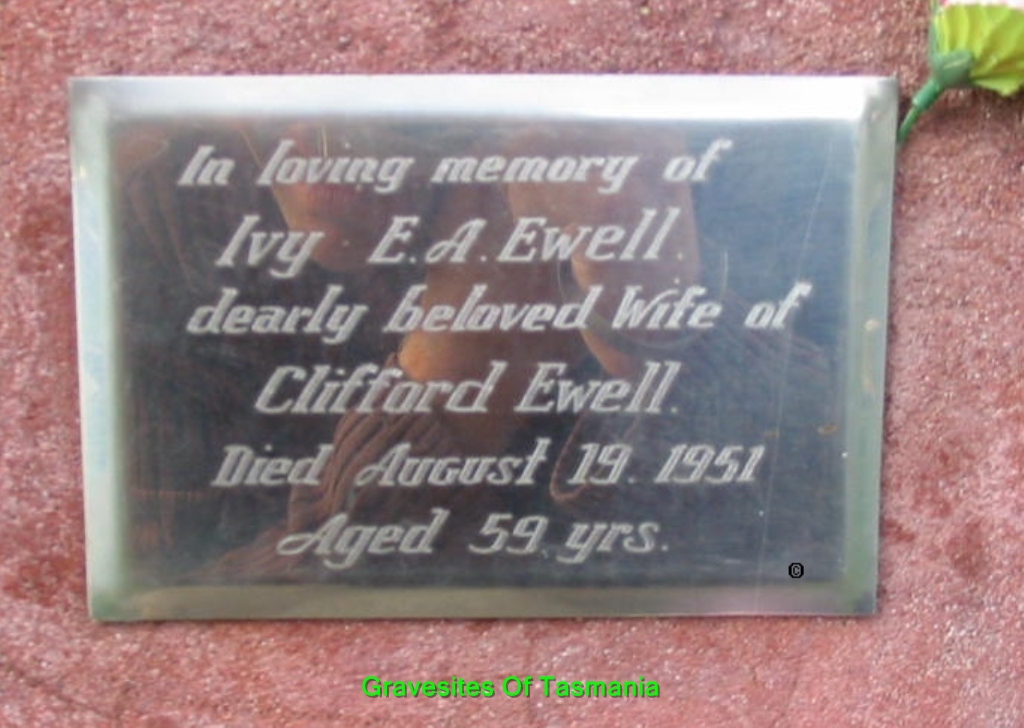 In loving memory of
Ivy E.A. Ewell.
dearly beloved Wife of
Clifford Ewell.
Died August 19. 1951
Aged 59 yrs.
©
Gravesites Of Tasmania